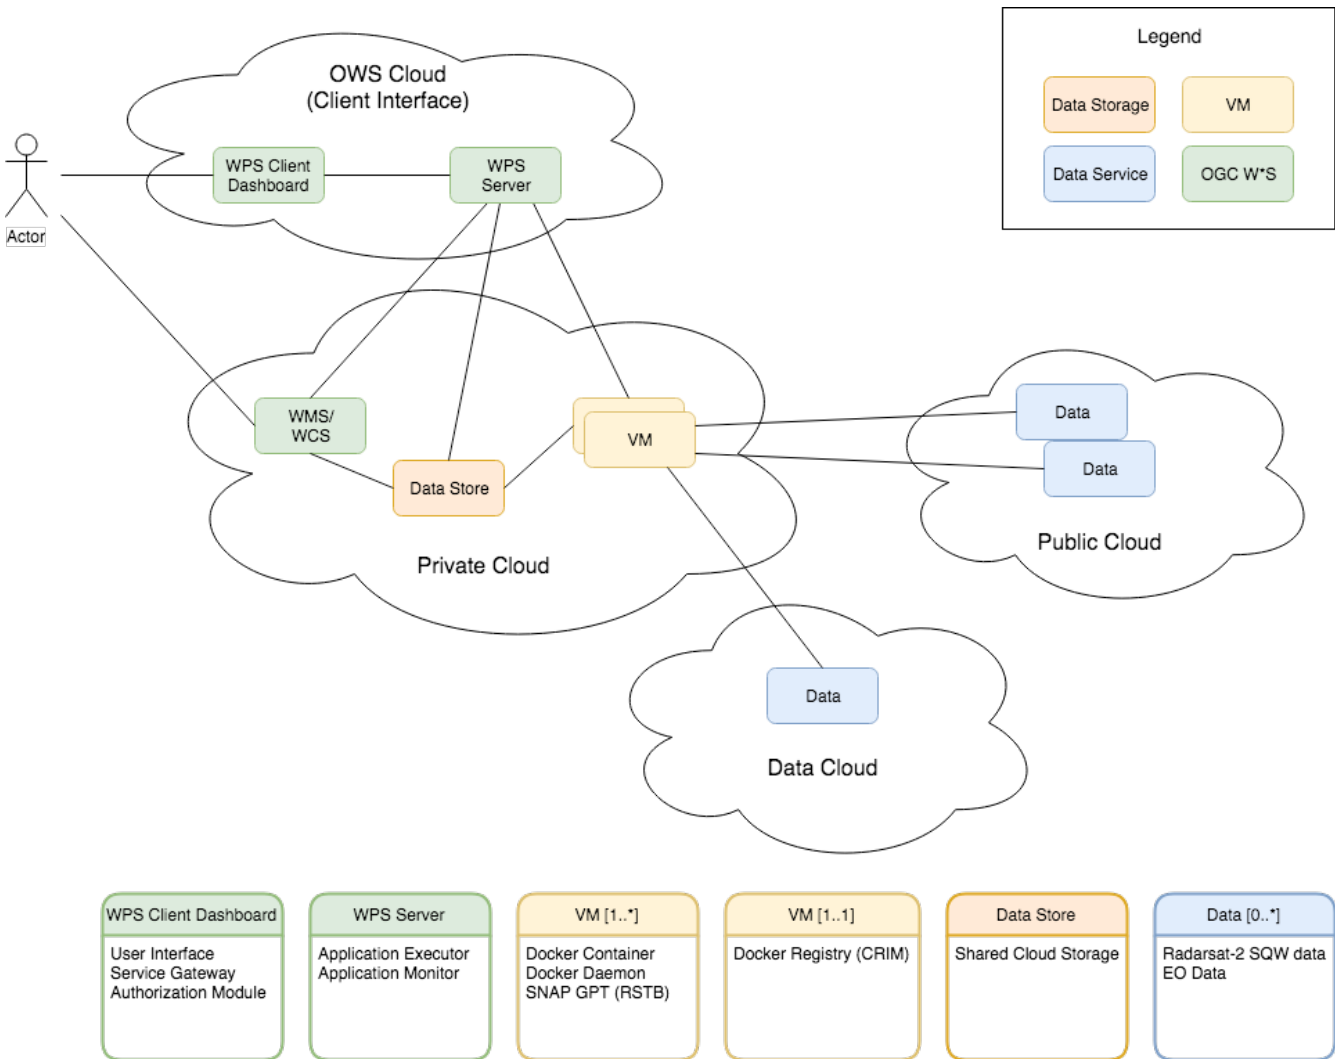 OWS Cloud
(Client Interface)
WPS Client
Dashboard
WPS
Server
Actor
Legend
Data Storage
VM
Data Service
OGC W*S
WMS/
WCS
Data Store
VM
Private Cloud
Data
Data
Public Cloud
Data
Data Cloud
WPS Client Dashboard
User Interface
Service Gateway
Authorization Module
WPS Server
Application Executor
Application Monitor
VM [1..*]
Docker Container
Docker Daemon
SNAP GPT (RSTB)
VM [1..1]
Docker Registry (CRIM)
Data Store
Shared Cloud Storage
Data [0..*]
Radarsat-2 SQW data
EO Data